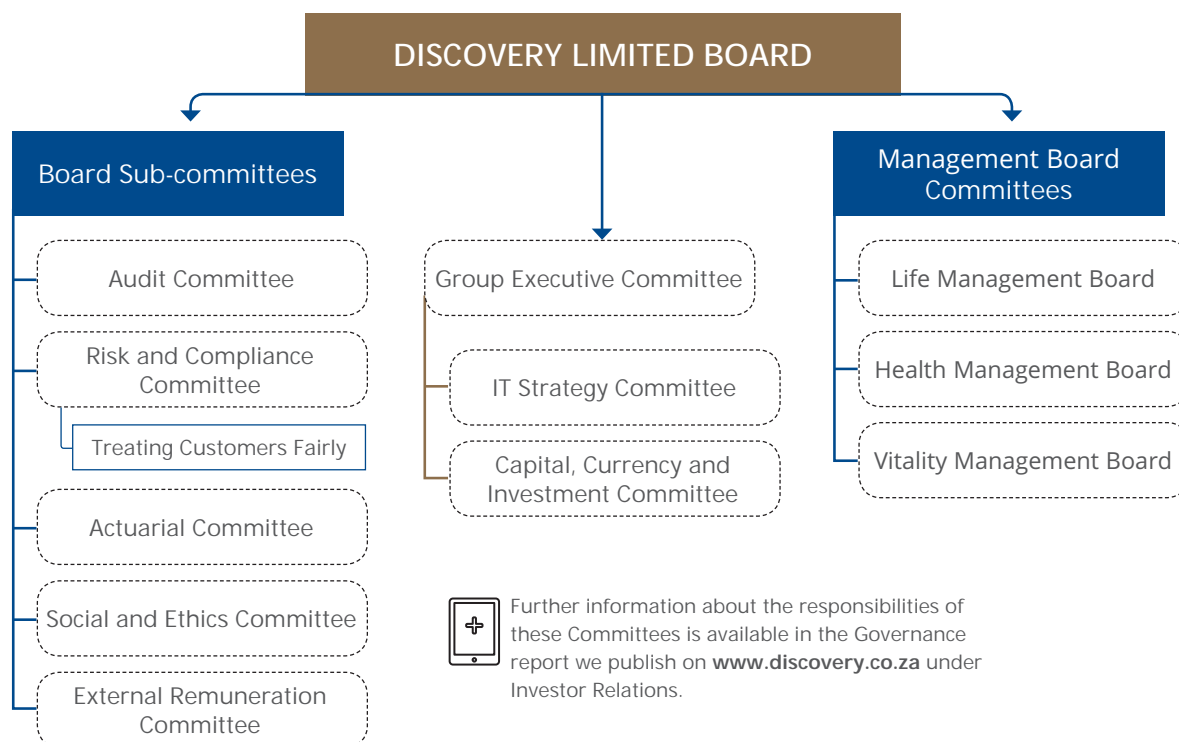 DISCOVERY LIMITED BOARD
Board Sub-committees
Audit Committee
Risk and Compliance
Committee
Treating Customers Fairly
Actuarial Committee
Social and Ethics Committee
External Remuneration
Committee
Group Executive Committee
IT Strategy Committee
Capital, Currency and
Investment Committee
Management Board
Committees
Life Management Board
Health Management Board
Vitality Management Board
Further information about the responsibilities of
these Committees is available in the Governance
report we publish on www.discovery.co.za under
Investor Relations.